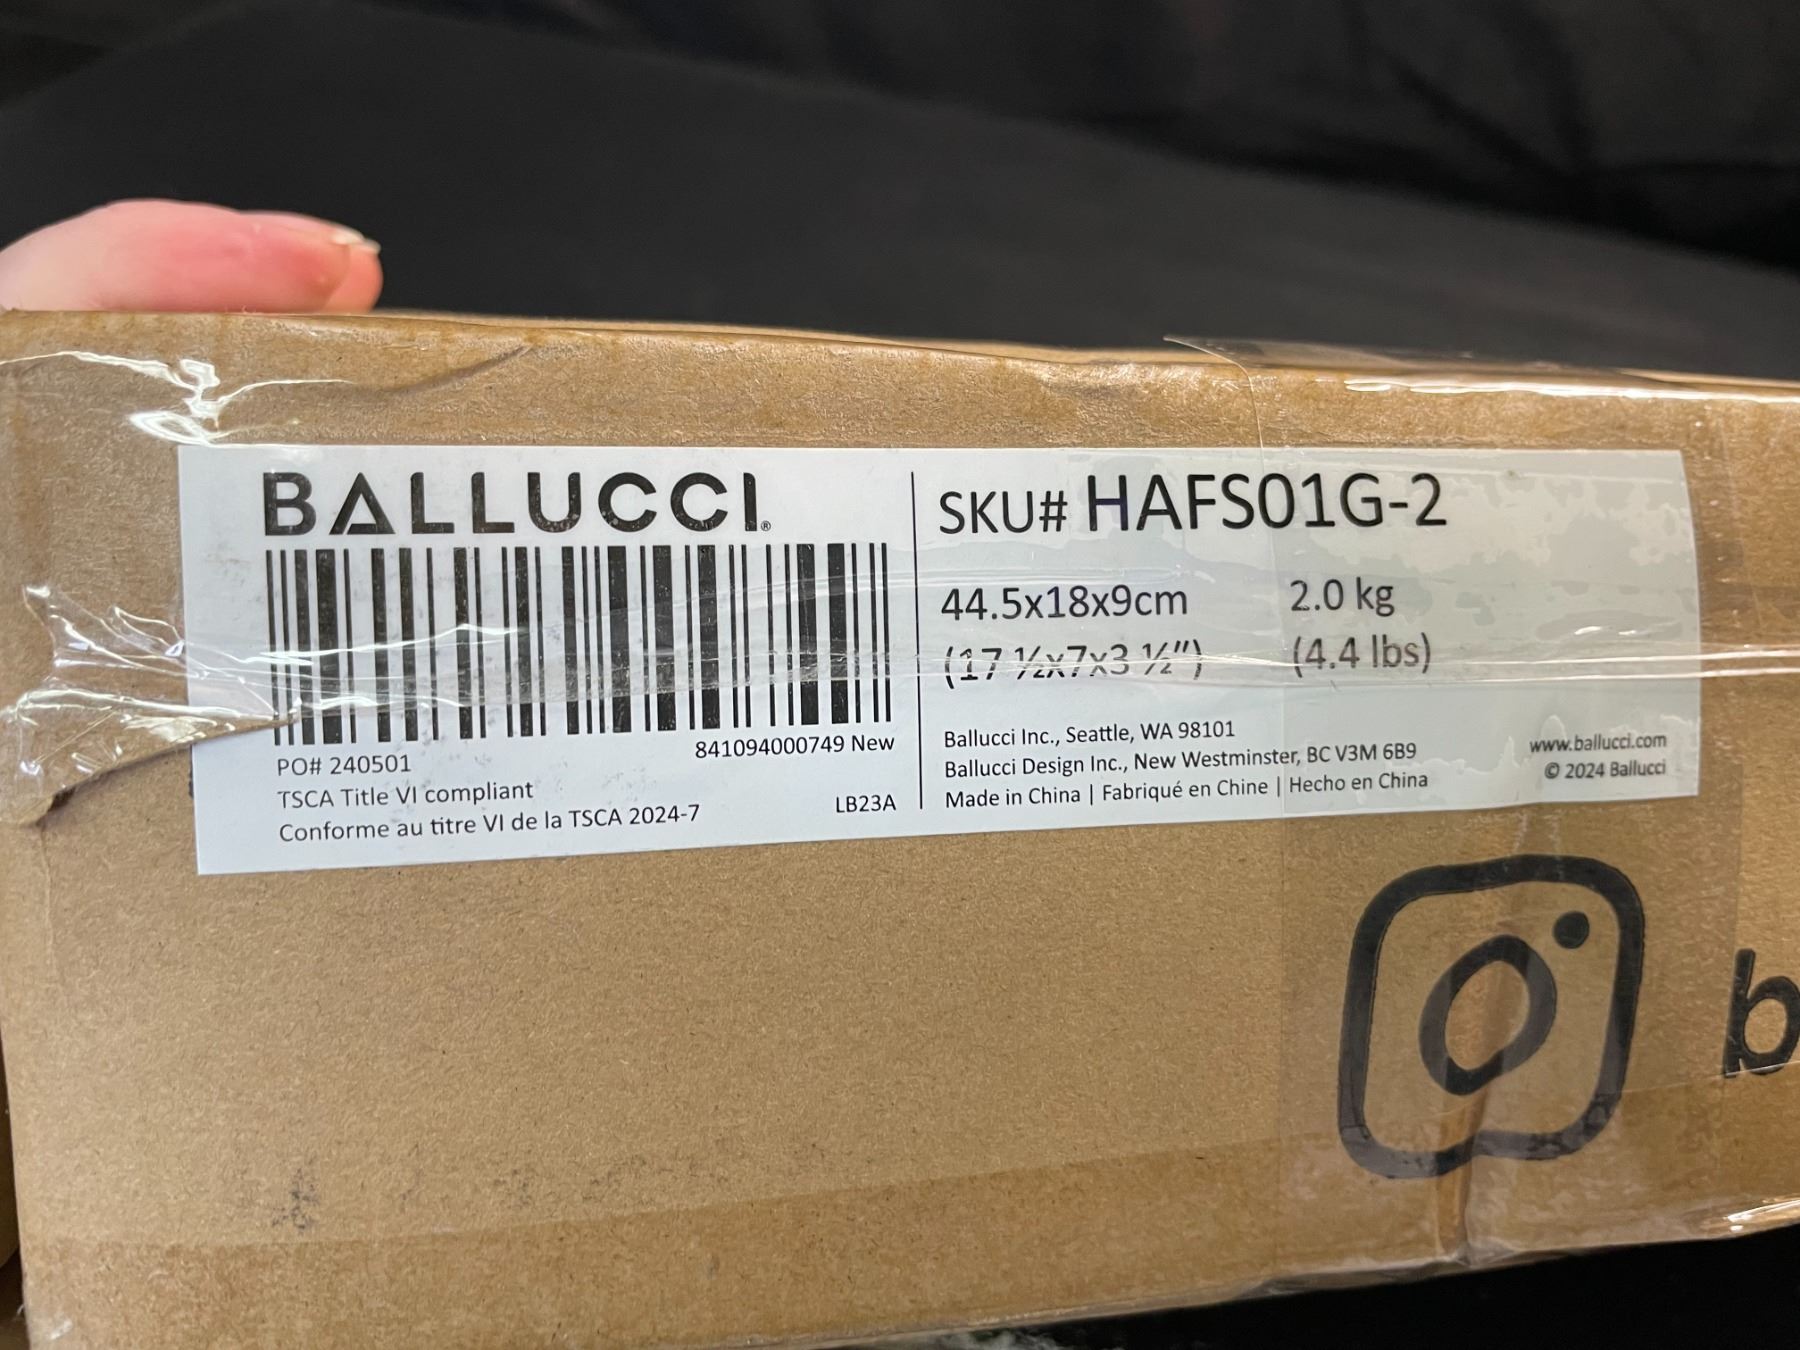 BALLUCCI®
841094000749 New
PO# 240501
TSCA Title VI compliant
Conforme au titre VI de la TSCA 2024-7
LB23A
SKU# HAFS01G-2
44.5x18x9cm 2.0 kg
(17 ½x7x3 ½") (4.4 lbs)
Ballucci Inc., Seattle, WA 98101
Ballucci Design Inc., New Westminster, BC V3M 6B9
Made in China | Fabriqué en Chine | Hecho en China
www.ballucci.com
© 2024 Ballucci
b